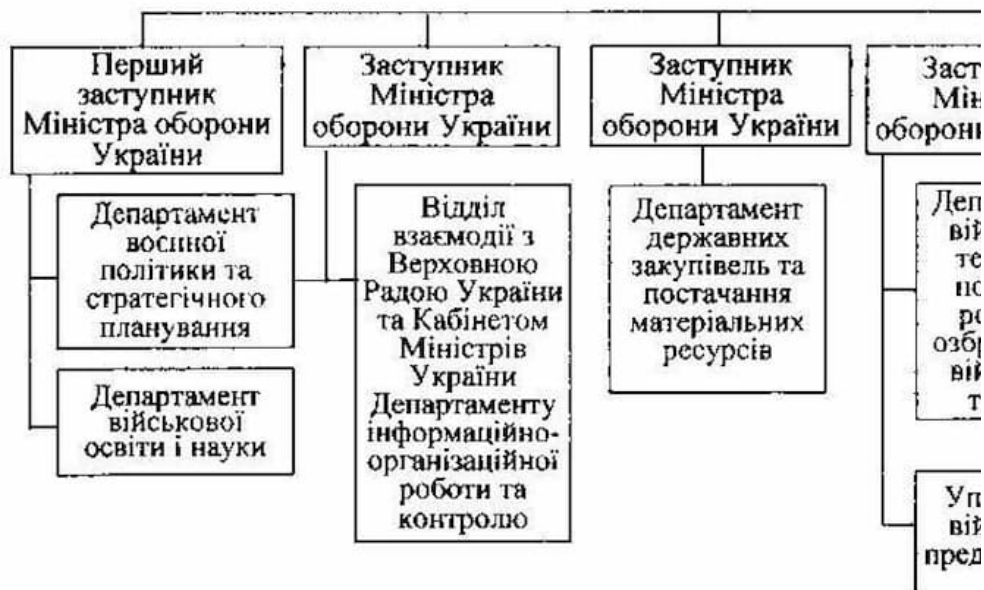 Перший
заступник
Міністра оборони
України
Заступник
Міністра
оборони України
Заступник
Міністра
оборони України
Департамент
воєнної
політики та
стратегічного
планування
Департамент
військової
освіти і науки
Відділ
взаємодії з
Верховною
Радою України
та Кабінетом
Міністрів
України
Департаменту
інформаційно-
організаційної
роботи та
контролю
Департамент
державних
закупівель та
постачання
матеріальних
ресурсів